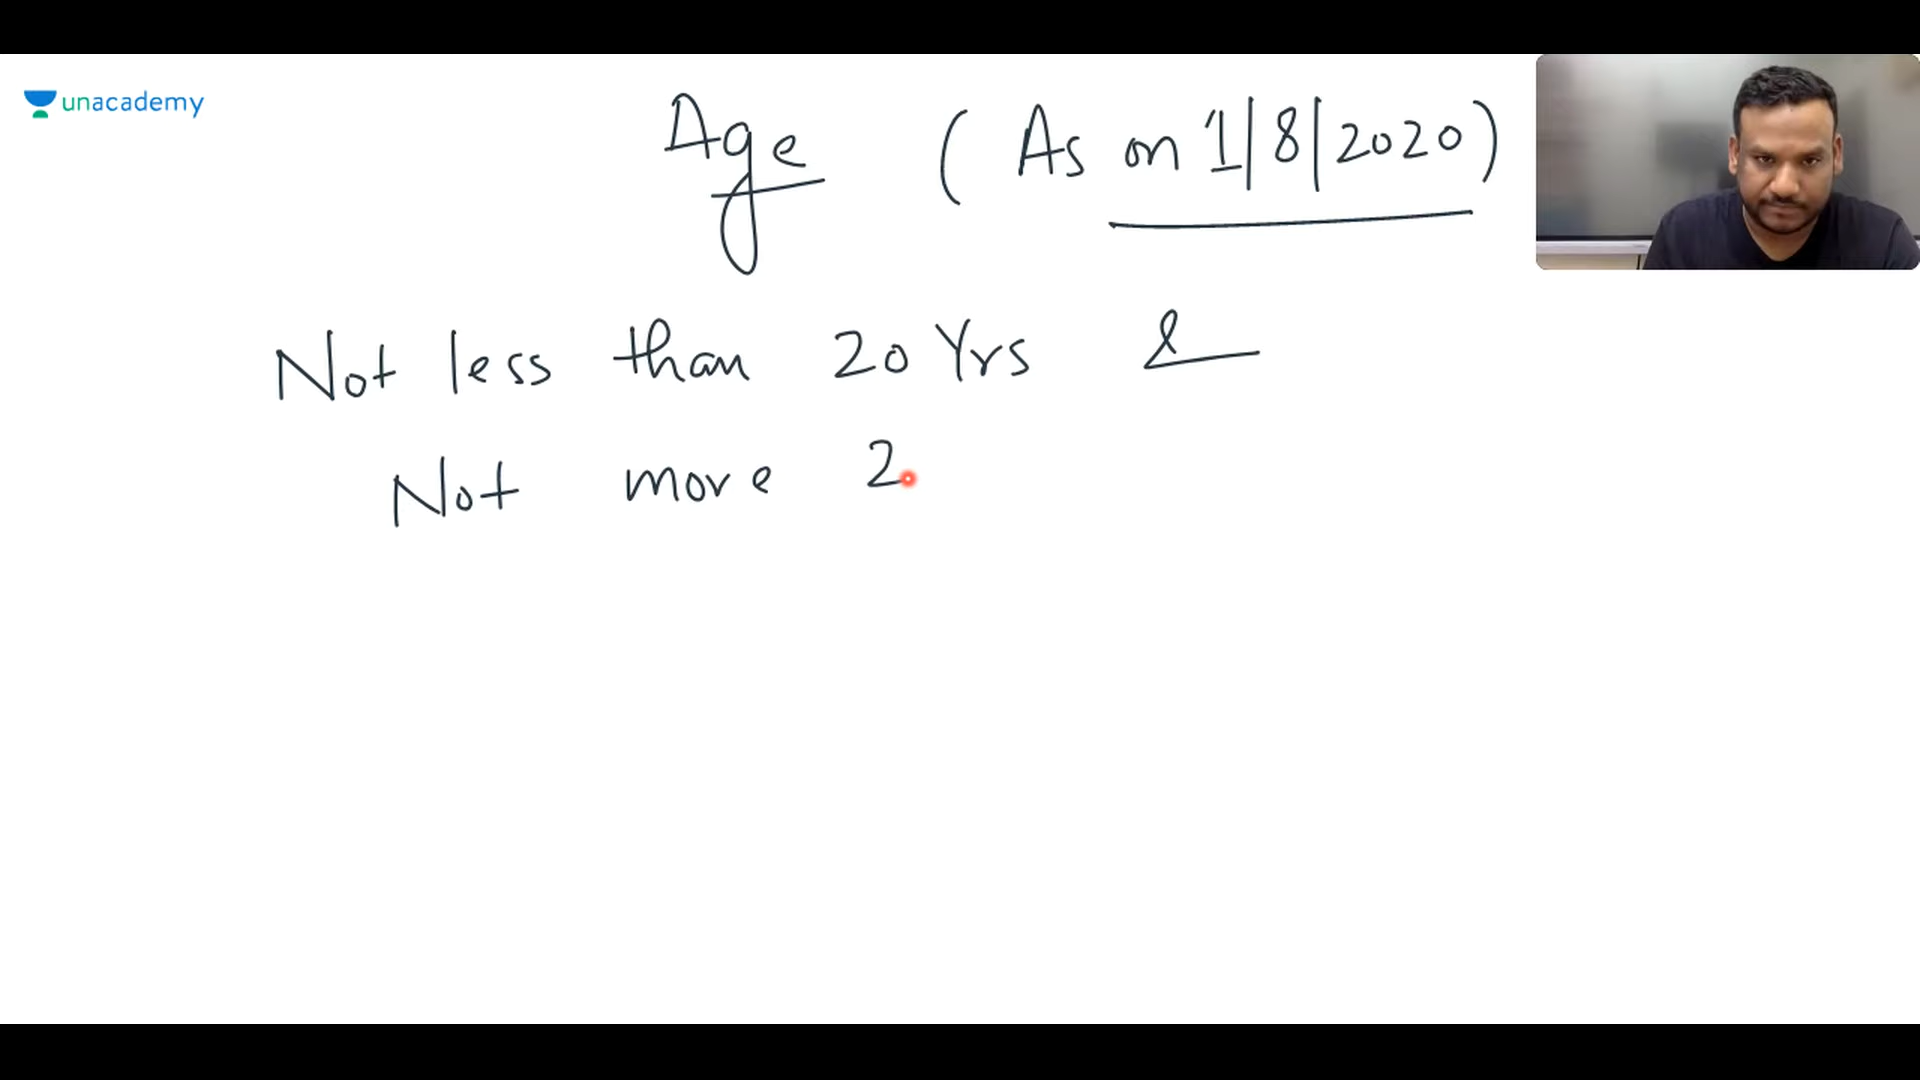 unacademy
Age (As on 1/8/2020)
Not less than 20 Yrs &
Not more 2